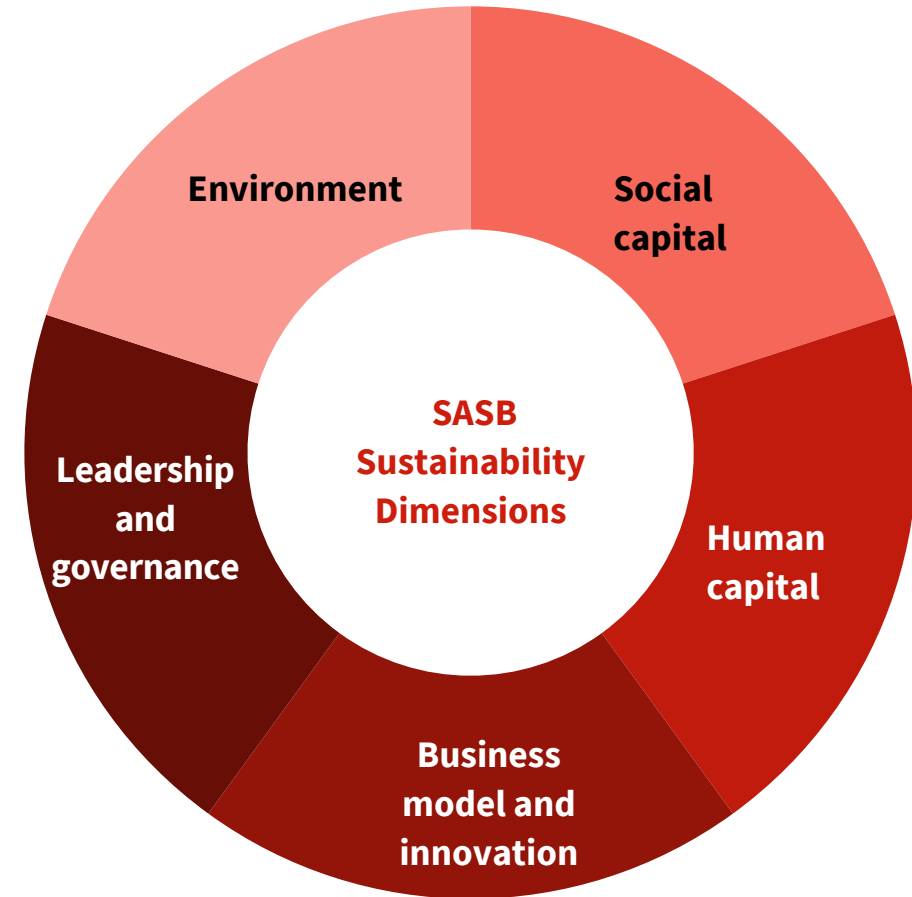 Environment
Social
capital
SASB
Sustainability
Dimensions
Leadership
and
governance
Human
capital
Business
model and
innovation